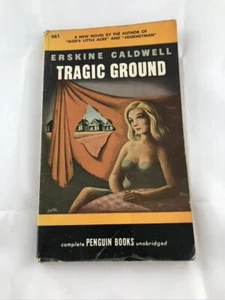 661
A NEW NOVEL BY THE AUTHOR OF
"GOD'S LITTLE ACRE" AND "JOURNEYMAN"
ERSKINE CALDWELL
TRAGIC GROUND
complete PENGUIN BOOKS unabridged